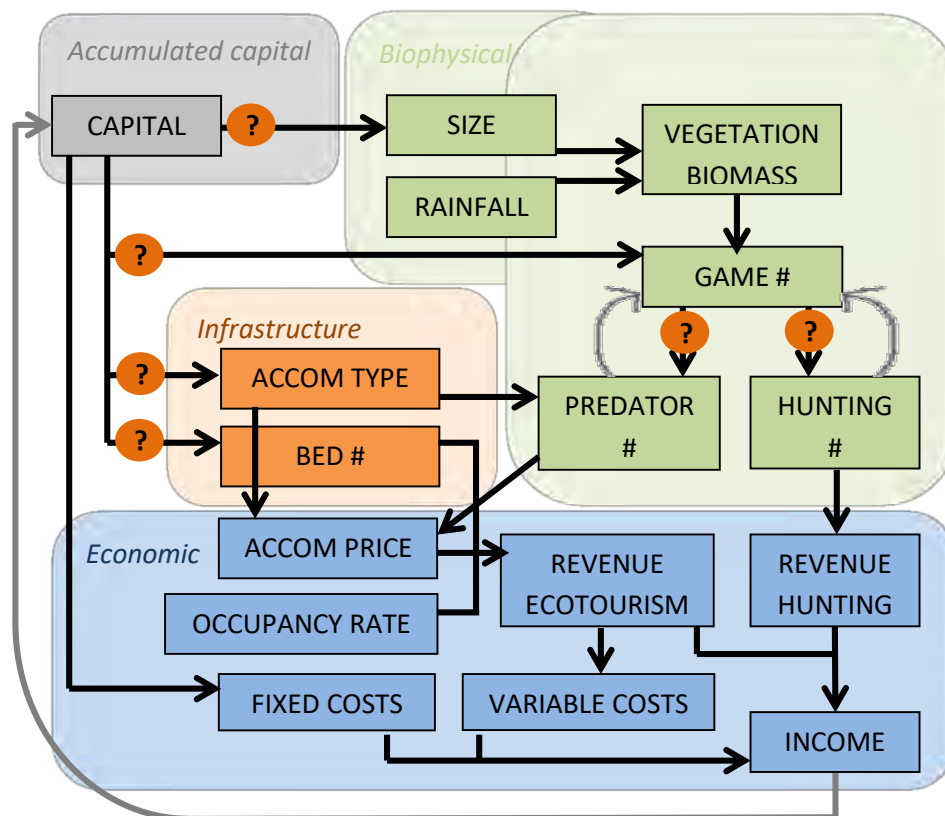 Accumulated capital
Biophysical
CAPITAL
?
SIZE
VEGETATION
BIOMASS
RAINFALL
?
GAME #
?
?
Infrastructure
?
ACCOM TYPE
PREDATOR
#
HUNTING
#
?
BED #
Economic
ACCOM PRICE
REVENUE
ECOTOURISM
REVENUE
HUNTING
OCCUPANCY RATE
FIXED COSTS
VARIABLE COSTS
INCOME